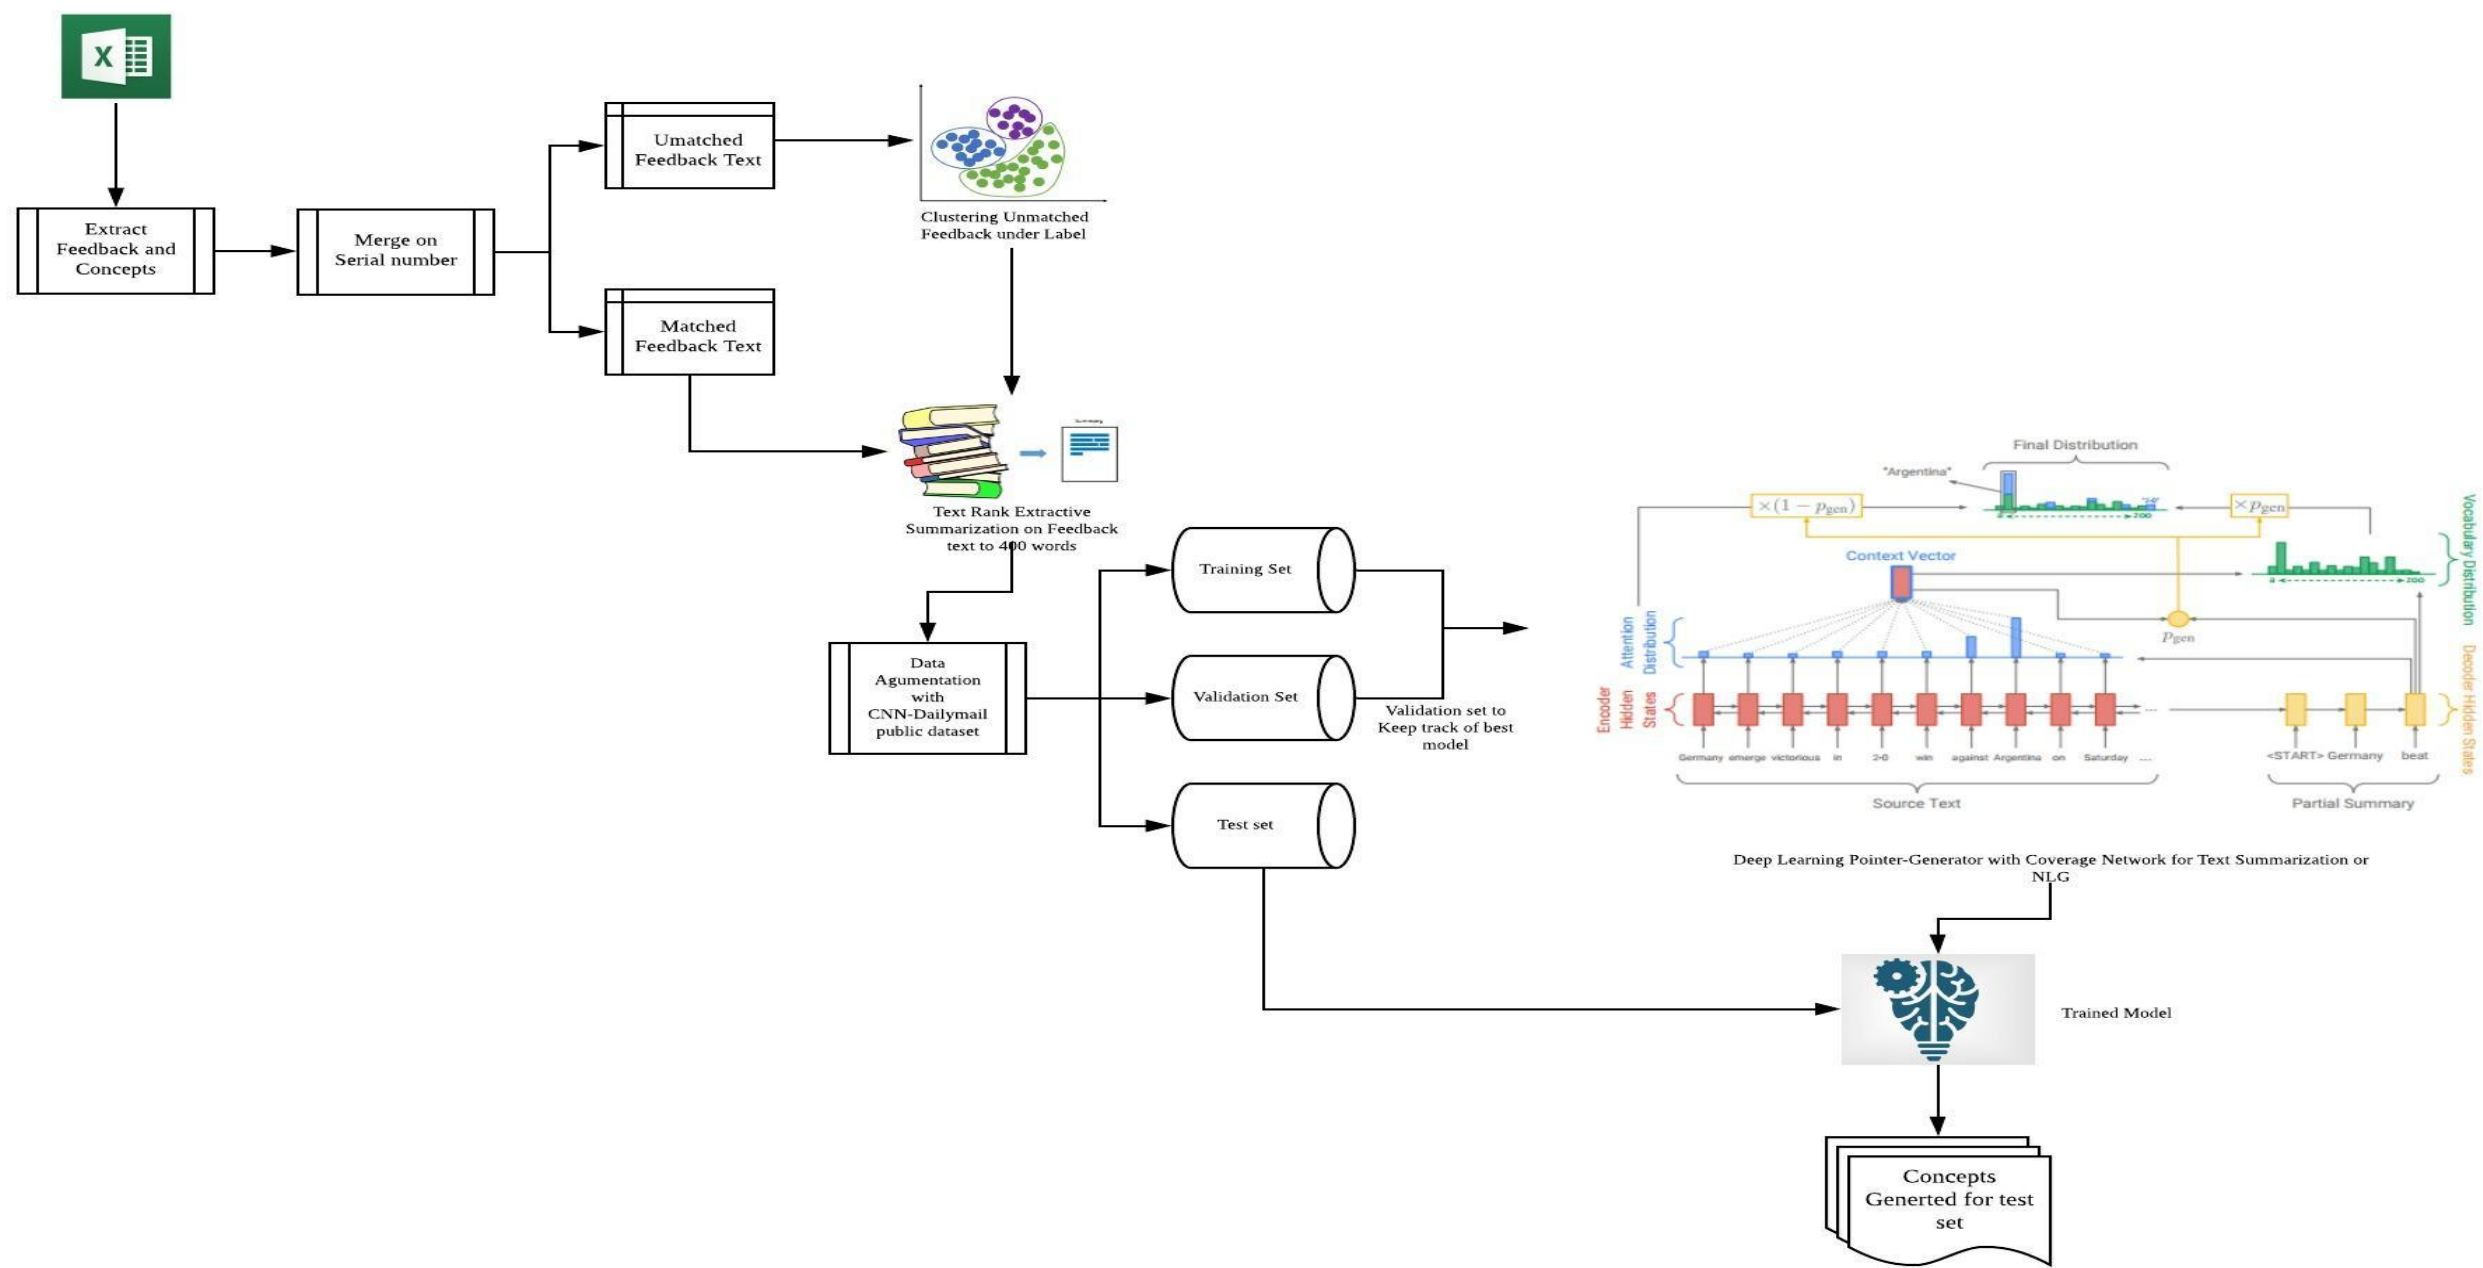 X
Extract
Feedback and
Concepts
Merge on
Serial number
Umatched
Feedback Text
Matched
Feedback Text
Clustering Unmatched
Feedback under Label
Summary
Text Rank Extractive
Summarization on Feedback
text to 400 words
Data
Agumentation
with
CNN-Dailymail
public dataset
Training Set
Validation Set
Test set
Validation set to
Keep track of best
model
Final Distribution
"Argentina"
×(1 − pgen)
×pgen
a
zoo
Context Vector
a
zoo
Vocabulary Distribution
Attention
Distribution
pgen
Encoder
Hidden
States
...
Decoder Hidden States
Germany emerge victorious in 2-0 win against Argentina on Saturday ...
<START> Germany beat
Source Text
Partial Summary
Deep Learning Pointer-Generator with Coverage Network for Text Summarization or
NLG
Trained Model
Concepts
Generted for test
set